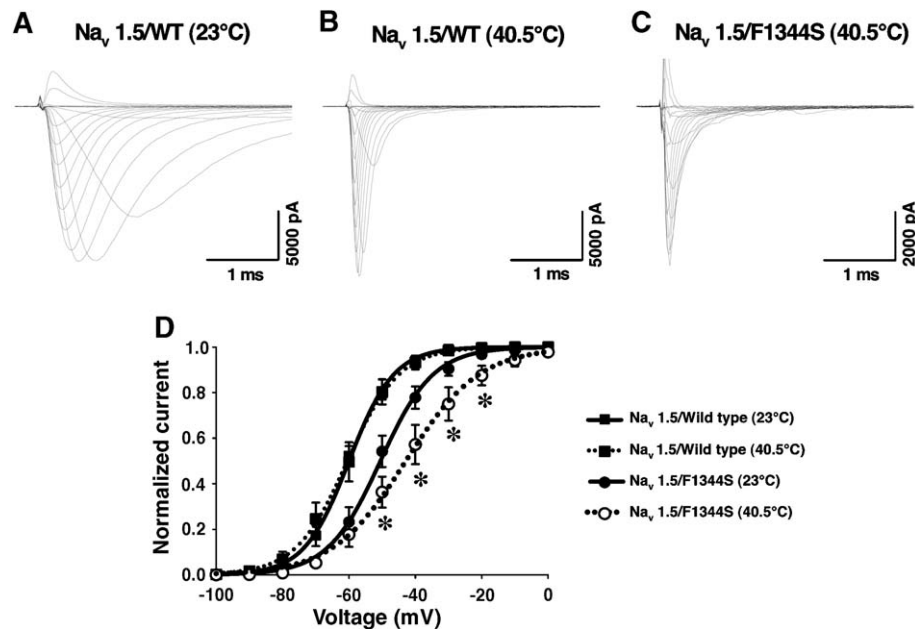 A Nav 1.5/WT (23°C)
B Nav 1.5/WT (40.5°C)
C Nav 1.5/F1344S (40.5°C)
5000 pA
1 ms
5000 pA
1 ms
2000 pA
1 ms
D
Normalized current
1.0
0.8
0.6
0.4
0.2
0.0
-100 -80 -60 -40 -20 0
Voltage (mV)
* * * *
Nav 1.5/Wild type (23°C)
Nav 1.5/Wild type (40.5°C)
Nav 1.5/F1344S (23°C)
Nav 1.5/F1344S (40.5°C)